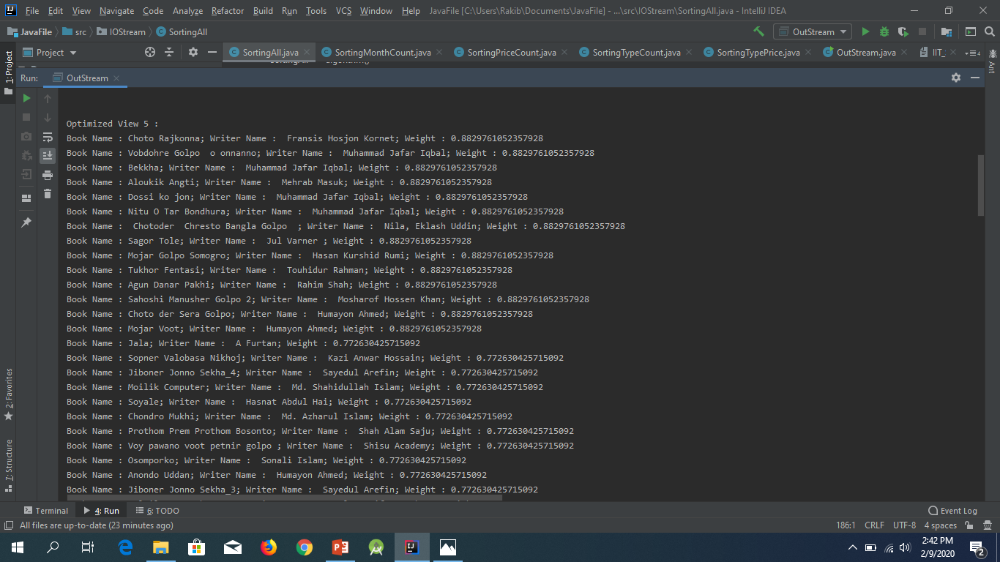 File Edit View Navigate Code Analyze Refactor Build Run Tools VCS Window Help JavaFile [C:\Users\Rakib\Documents\JavaFile] - ...\src\IOStream\SortingAll.java - IntelliJ IDEA
JavaFile src IOStream SortingAll OutStream
1: Project Project SortingAll.java SortingMonthCount.java SortingPriceCount.java SortingTypeCount.java SortingTypePrice.java OutStream.java IIT_ 4 Ant
Run: OutStream
Optimized View 5 :
Book Name : Choto Rajkonna; Writer Name :  Fransis Hosjon Kornet; Weight : 0.8829761052357928
Book Name : Vobdohre Golpo  o onnanno; Writer Name :  Muhammad Jafar Iqbal; Weight : 0.8829761052357928
Book Name : Bekkha; Writer Name :  Muhammad Jafar Iqbal; Weight : 0.8829761052357928
Book Name : Aloukik Angti; Writer Name :  Mehrab Masuk; Weight : 0.8829761052357928
Book Name : Dossi ko jon; Writer Name :  Muhammad Jafar Iqbal; Weight : 0.8829761052357928
Book Name : Nitu O Tar Bondhura; Writer Name :  Muhammad Jafar Iqbal; Weight : 0.8829761052357928
Book Name :  Chotoder  Chresto Bangla Golpo  ; Writer Name :  Nila, Eklash Uddin; Weight : 0.8829761052357928
Book Name : Sagor Tole; Writer Name :  Jul Varner ; Weight : 0.8829761052357928
Book Name : Mojar Golpo Somogro; Writer Name :  Hasan Kurshid Rumi; Weight : 0.8829761052357928
Book Name : Tukhor Fentasi; Writer Name :  Touhidur Rahman; Weight : 0.8829761052357928
Book Name : Agun Danar Pakhi; Writer Name :  Rahim Shah; Weight : 0.8829761052357928
Book Name : Sahoshi Manusher Golpo 2; Writer Name :  Mosharof Hossen Khan; Weight : 0.8829761052357928
Book Name : Choto der Sera Golpo; Writer Name :  Humayon Ahmed; Weight : 0.8829761052357928
Book Name : Mojar Voot; Writer Name :  Humayon Ahmed; Weight : 0.8829761052357928
Book Name : Jala; Writer Name :  A Furtan; Weight : 0.772630425715092
Book Name : Sopner Valobasa Nikhoj; Writer Name :  Kazi Anwar Hossain; Weight : 0.772630425715092
Book Name : Jiboner Jonno Sekha_4; Writer Name :  Sayedul Arefin; Weight : 0.772630425715092
Book Name : Moilik Computer; Writer Name :  Md. Shahidullah Islam; Weight : 0.772630425715092
Book Name : Soyale; Writer Name :  Hasnat Abdul Hai; Weight : 0.772630425715092
Book Name : Chondro Mukhi; Writer Name :  Md. Azharul Islam; Weight : 0.772630425715092
Book Name : Prothom Prem Prothom Bosonto; Writer Name :  Shah Alam Saju; Weight : 0.772630425715092
Book Name : Voy pawano voot petnir golpo ; Writer Name :  Shisu Academy; Weight : 0.772630425715092
Book Name : Osomporko; Writer Name :  Sonali Islam; Weight : 0.772630425715092
Book Name : Anondo Uddan; Writer Name :  Humayon Ahmed; Weight : 0.772630425715092
Book Name : Jiboner Jonno Sekha_3; Writer Name :  Sayedul Arefin; Weight : 0.772630425715092
2: Favorites
7: Structure
Terminal 4: Run 6: TODO Event Log
All files are up-to-date (23 minutes ago) 186:1 CRLF UTF-8 4 spaces
2:42 PM
2/9/2020 2